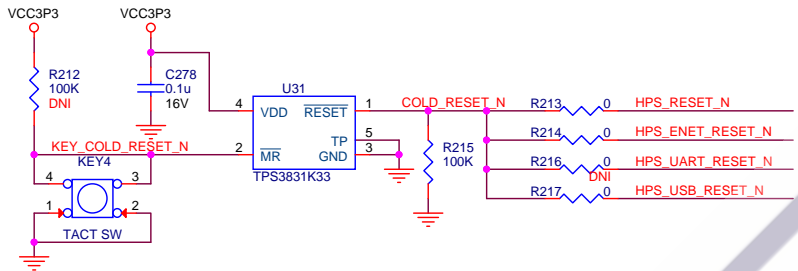 VCC3P3
VCC3P3
R212
100K
DNI
C278
0.1u
16V
U31
4
VDD
RESET
1
COLD_RESET_N
R213
0
HPS_RESET_N
R214
0
HPS_ENET_RESET_N
R216
0
DNI
HPS_UART_RESET_N
R217
0
HPS_USB_RESET_N
TP
5
KEY_COLD_RESET_N
2
MR
GND
3
TPS3831K33
R215
100K
KEY4
4
3
1
2
TACT SW